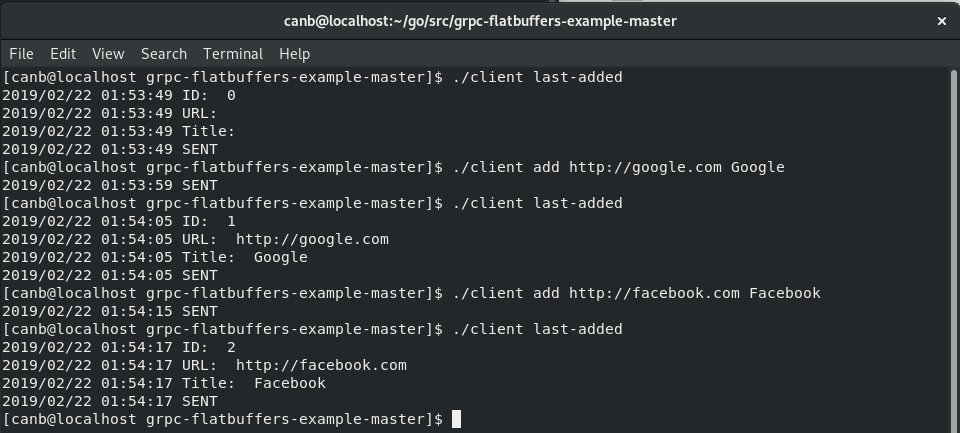 canb@localhost:~/go/src/grpc-flatbuffers-example-master ×
File Edit View Search Terminal Help
[canb@localhost grpc-flatbuffers-example-master]$ ./client last-added
2019/02/22 01:53:49 ID:  0
2019/02/22 01:53:49 URL:
2019/02/22 01:53:49 Title:
2019/02/22 01:53:49 SENT
[canb@localhost grpc-flatbuffers-example-master]$ ./client add http://google.com Google
2019/02/22 01:53:59 SENT
[canb@localhost grpc-flatbuffers-example-master]$ ./client last-added
2019/02/22 01:54:05 ID:  1
2019/02/22 01:54:05 URL:  http://google.com
2019/02/22 01:54:05 Title:  Google
2019/02/22 01:54:05 SENT
[canb@localhost grpc-flatbuffers-example-master]$ ./client add http://facebook.com Facebook
2019/02/22 01:54:15 SENT
[canb@localhost grpc-flatbuffers-example-master]$ ./client last-added
2019/02/22 01:54:17 ID:  2
2019/02/22 01:54:17 URL:  http://facebook.com
2019/02/22 01:54:17 Title:  Facebook
2019/02/22 01:54:17 SENT
[canb@localhost grpc-flatbuffers-example-master]$